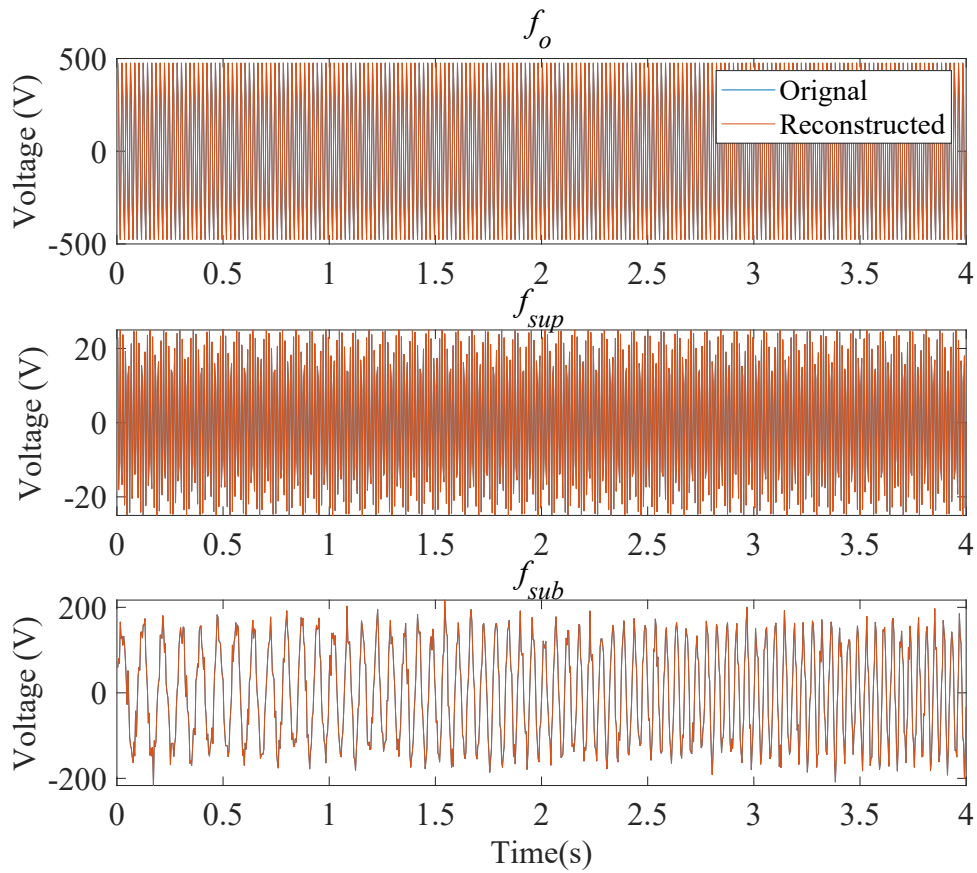 f_o
Voltage (V)
500
0
-500
Orignal
Reconstructed
0 0.5 1 1.5 2 2.5 3 3.5 4
f_sup
Voltage (V)
20
0
-20
0 0.5 1 1.5 2 2.5 3 3.5 4
f_sub
Voltage (V)
200
0
-200
0 0.5 1 1.5 2 2.5 3 3.5 4
Time(s)